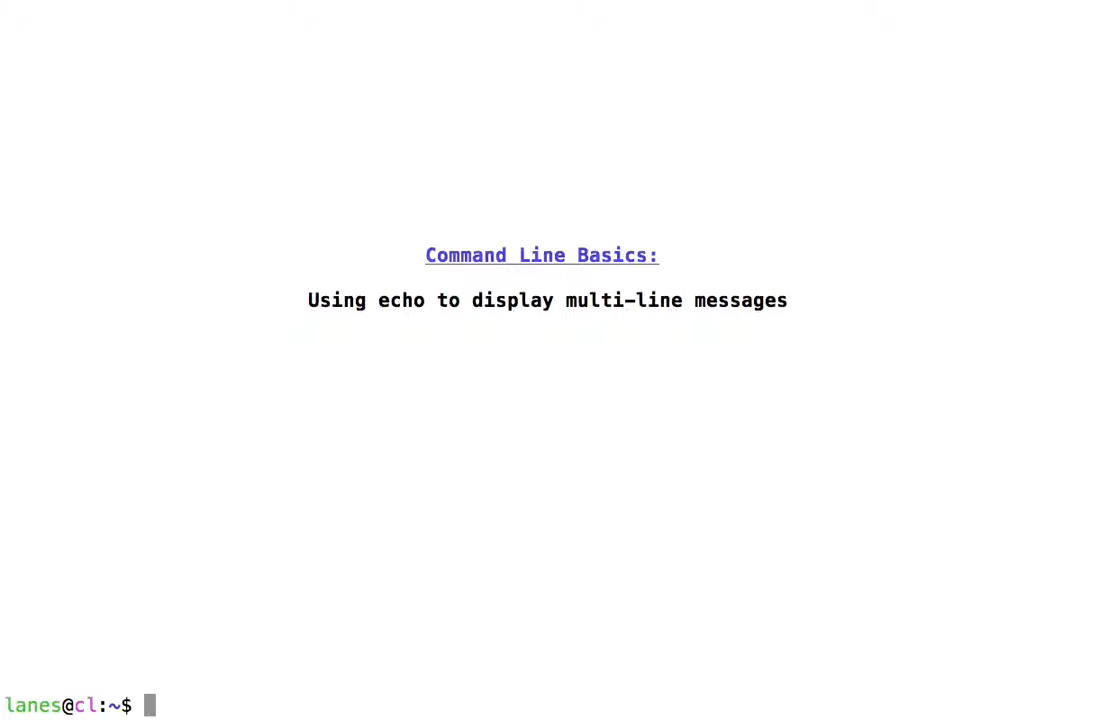 Command Line Basics:
Using echo to display multi-line messages
lanes@cl:~$